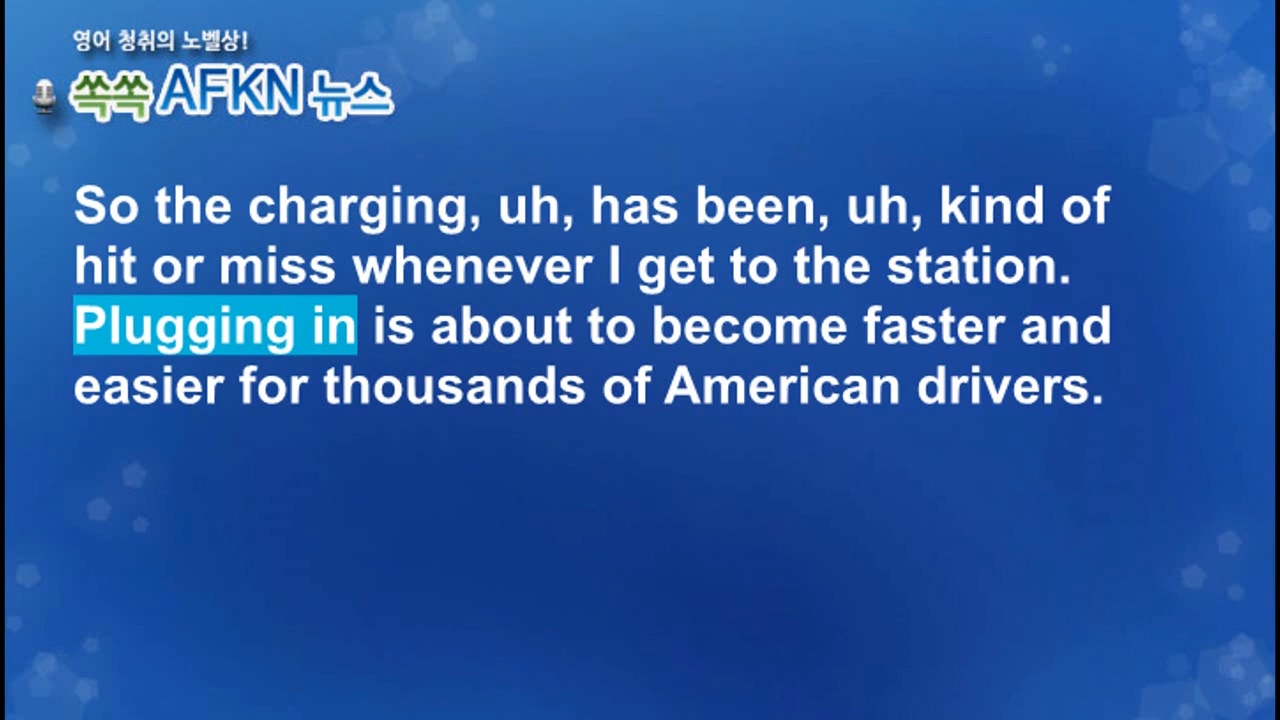 영어 청취의 노벨상!
쏙쏙 AFKN 뉴스
So the charging, uh, has been, uh, kind of
hit or miss whenever I get to the station.
Plugging in is about to become faster and
easier for thousands of American drivers.